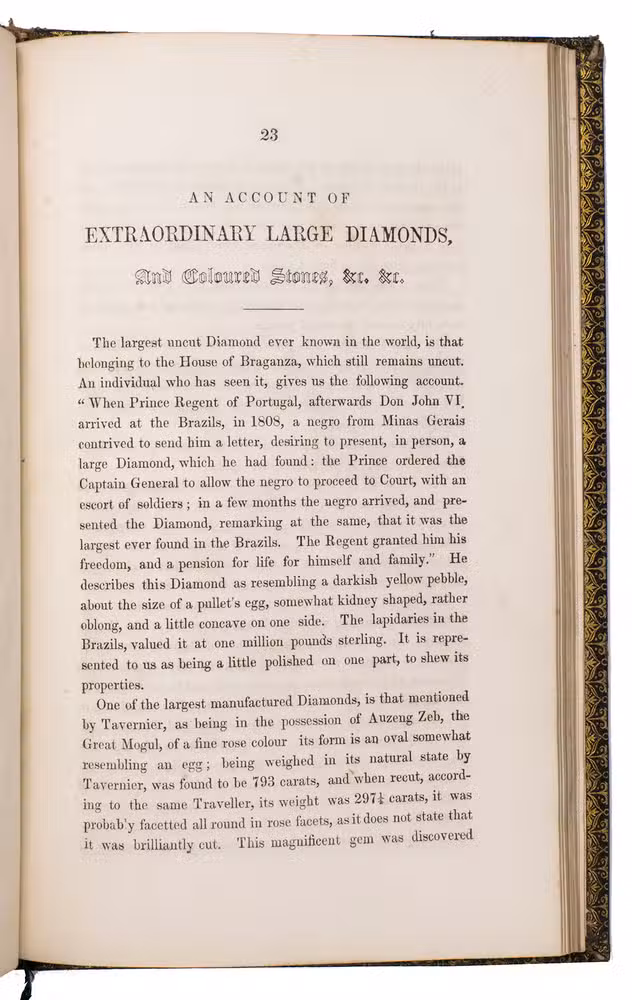 23
AN ACCOUNT OF
EXTRAORDINARY LARGE DIAMONDS,
And Coloured Stones, &c. &c.
The largest uncut Diamond ever known in the world, is that
belonging to the House of Braganza, which still remains uncut.
An individual who has seen it, gives us the following account.
“ When Prince Regent of Portugal, afterwards Don John VI.
arrived at the Brazils, in 1808, a negro from Minas Gerais
contrived to send him a letter, desiring to present, in person, a
large Diamond, which he had found : the Prince ordered the
Captain General to allow the negro to proceed to Court, with an
escort of soldiers ; in a few months the negro arrived, and pre-
sented the Diamond, remarking at the same, that it was the
largest ever found in the Brazils. The Regent granted him his
freedom, and a pension for life for himself and family.” He
describes this Diamond as resembling a darkish yellow pebble,
about the size of a pullet's egg, somewhat kidney shaped, rather
oblong, and a little concave on one side. The lapidaries in the
Brazils, valued it at one million pounds sterling. It is repre-
sented to us as being a little polished on one part, to shew its
properties.
One of the largest manufactured Diamonds, is that mentioned
by Tavernier, as being in the possession of Auzeng Zeb, the
Great Mogul, of a fine rose colour its form is an oval somewhat
resembling an egg ; being weighed in its natural state by
Tavernier, was found to be 793 carats, and when recut, accord-
ing to the same Traveller, its weight was 297¼ carats, it was
probab'y facetted all round in rose facets, as it does not state that
it was brilliantly cut. This magnificent gem was discovered